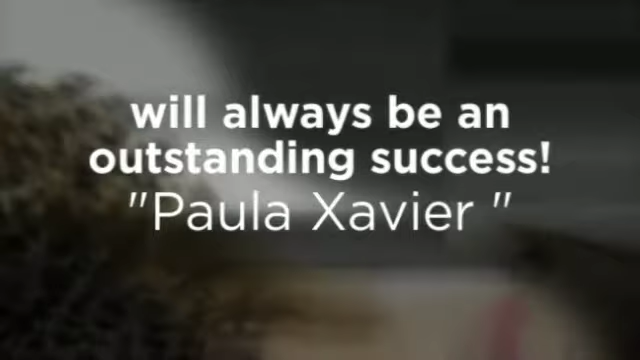 will always be an
outstanding success!
"Paula Xavier "